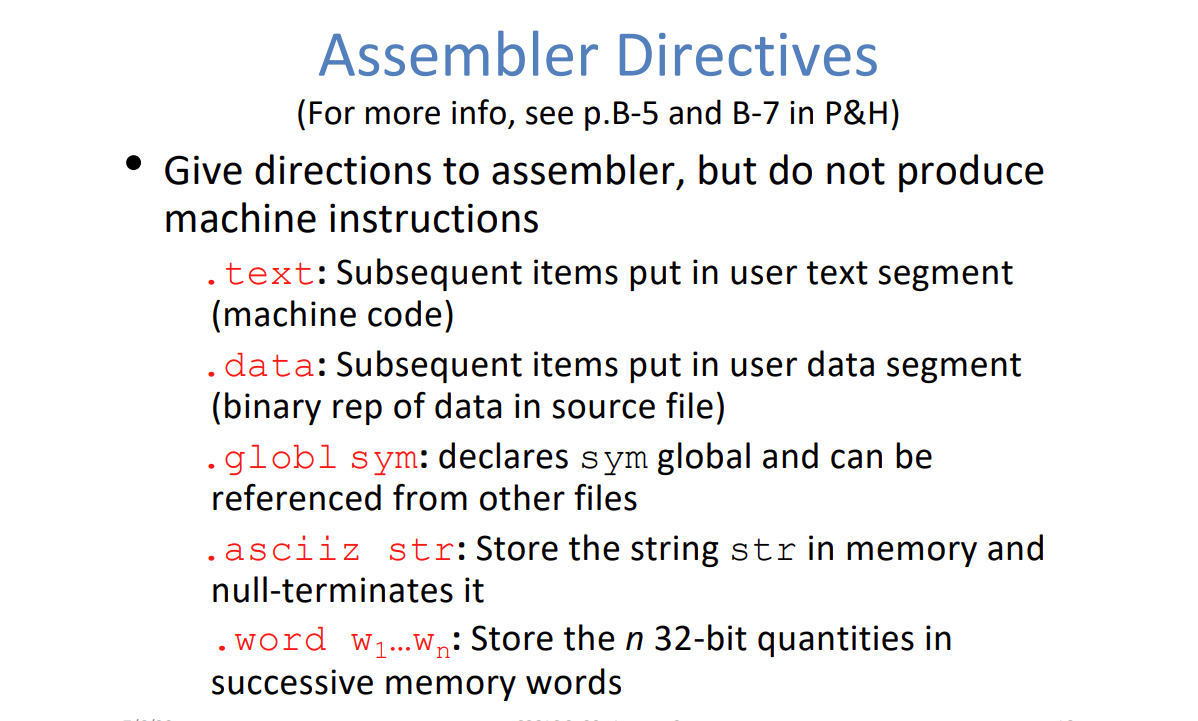 Assembler Directives
(For more info, see p.B-5 and B-7 in P&H)
• Give directions to assembler, but do not produce
machine instructions
.text: Subsequent items put in user text segment
(machine code)
.data: Subsequent items put in user data segment
(binary rep of data in source file)
.globl sym: declares sym global and can be
referenced from other files
.asciiz str: Store the string str in memory and
null-terminates it
.word w₁…wₙ: Store the n 32-bit quantities in
successive memory words